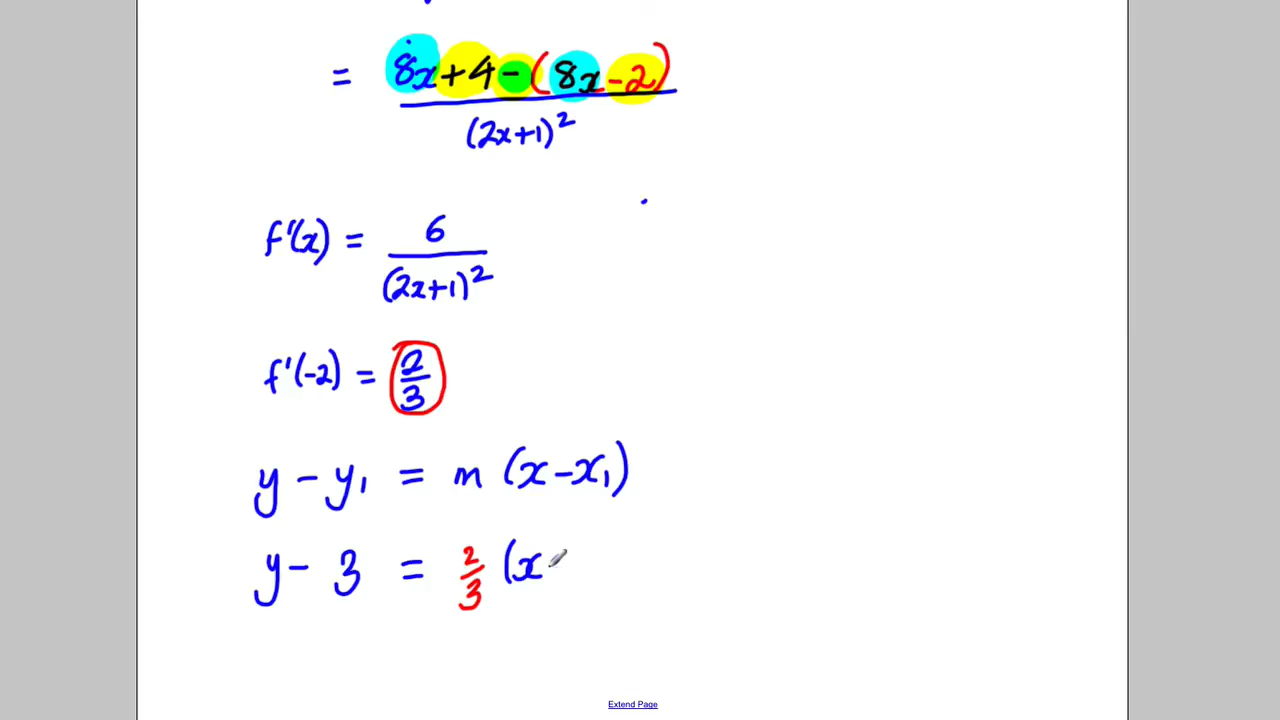 = 8x + 4 - (8x - 2) / (2x+1)²
f'(x) = 6 / (2x+1)²
f'(-2) = 2/3
y - y₁ = m (x - x₁)
y - 3 = 2/3 (x
Extend Page